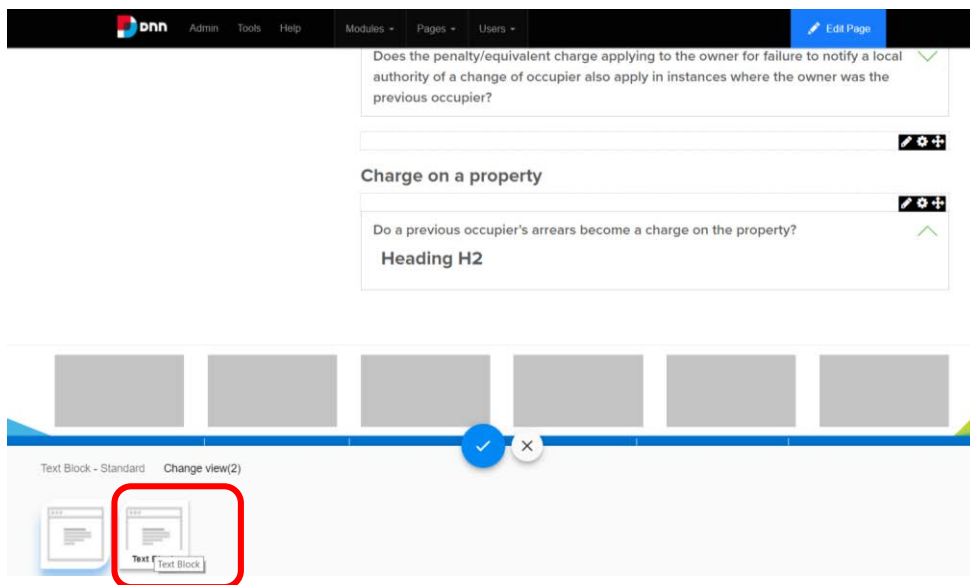 DNN Admin Tools Help Modules Pages Users Edit Page
Does the penalty/equivalent charge applying to the owner for failure to notify a local
authority of a change of occupier also apply in instances where the owner was the
previous occupier?
Charge on a property
Do a previous occupier's arrears become a charge on the property?
Heading H2
Text Block - Standard Change view(2)
Text
Text Block